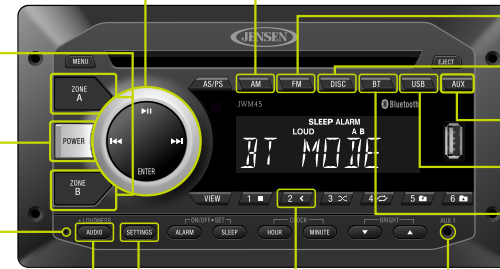 JENSEN
MENU
EJECT
AS/PS AM FM DISC BT USB AUX
ZONE
A
JWM45
Bluetooth
SLEEP ALARM
LOUD A B
BT MODE
POWER
ENTER
ZONE
B
VIEW 1 2 3 4 5 6
LOUDNESS
ON/OFF•SET
CLOCK
BRIGHT
AUX 1
AUDIO SETTINGS ALARM SLEEP HOUR MINUTE